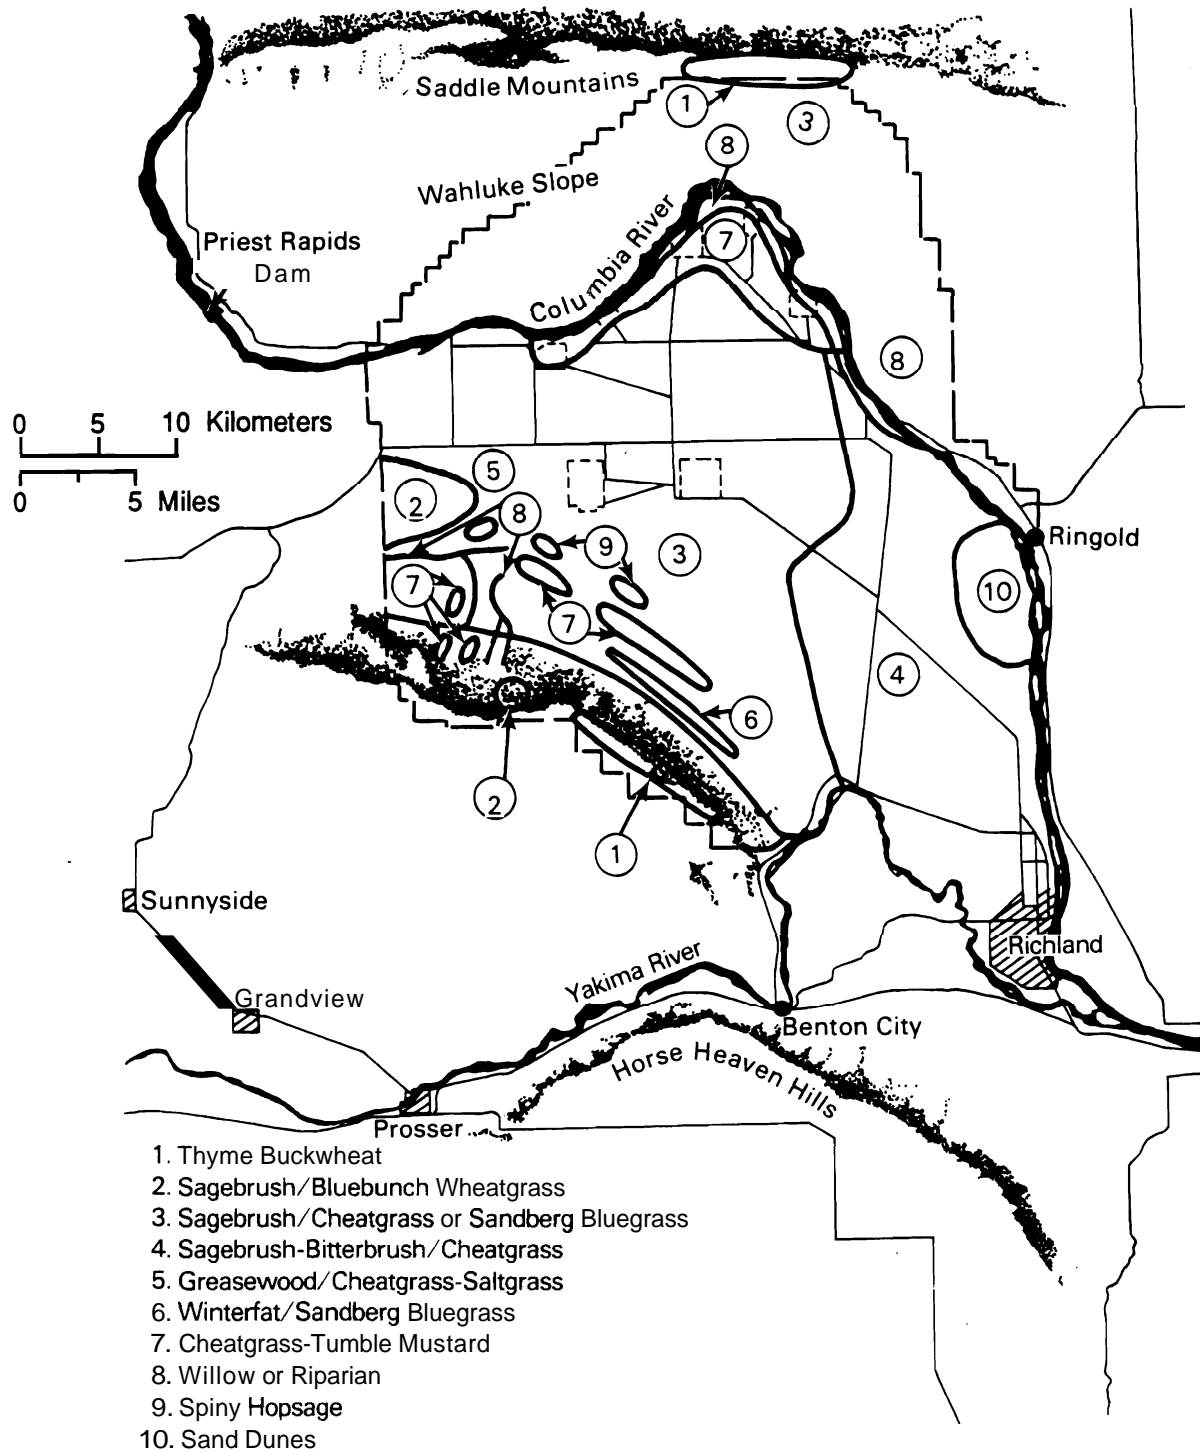 Saddle Mountains
1
3
8
Wahluke Slope
Columbia River
7
Priest Rapids
Dam
8
0 5 10 Kilometers
0 5 Miles
5
2
8
9
3
Ringold
10
7
7
4
6
2
1
Sunnyside
Richland
Yakima River
Grandview
Benton City
Horse Heaven Hills
Prosser
1. Thyme Buckwheat
2. Sagebrush/Bluebunch Wheatgrass
3. Sagebrush/Cheatgrass or Sandberg Bluegrass
4. Sagebrush-Bitterbrush/Cheatgrass
5. Greasewood/Cheatgrass-Saltgrass
6. Winterfat/Sandberg Bluegrass
7. Cheatgrass-Tumble Mustard
8. Willow or Riparian
9. Spiny Hopsage
10. Sand Dunes